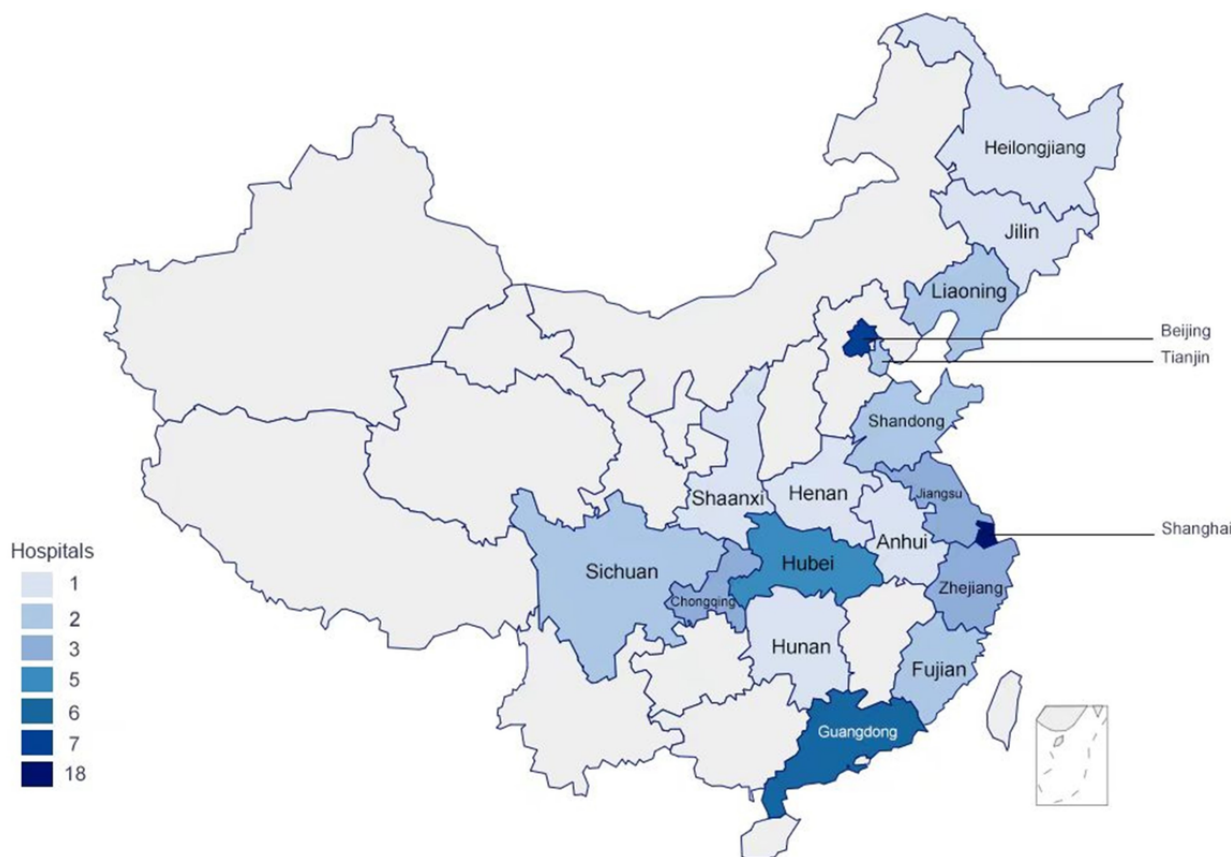 Heilongjiang
Jilin
Liaoning
Beijing
Tianjin
Shandong
Jiangsu
Shaanxi
Henan
Shanghai
Anhui
Hubei
Sichuan
Chongqing
Zhejiang
Hunan
Fujian
Guangdong
Hospitals
1
2
3
5
6
7
18